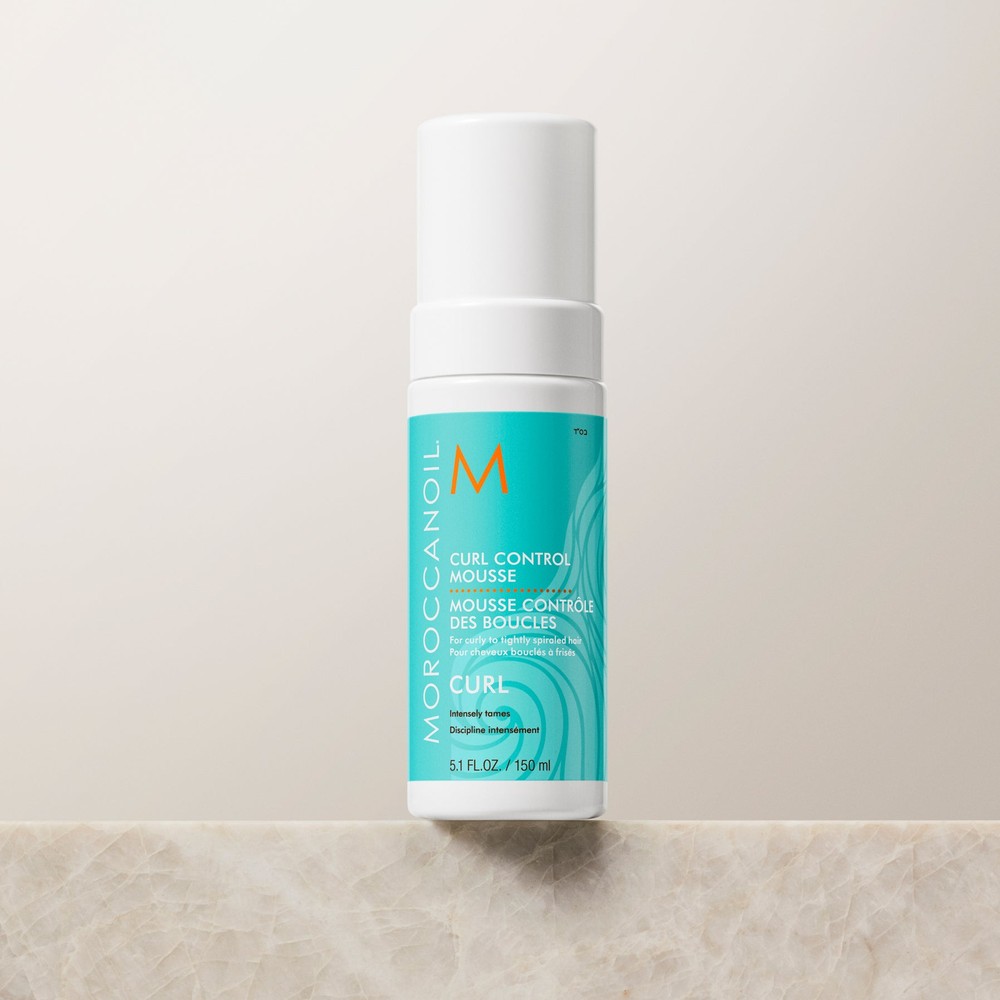 בס"ד
MOROCCANOIL®
M
CURL CONTROL
MOUSSE
MOUSSE CONTRÔLE
DES BOUCLES
For curly to tightly spiraled hair
Pour cheveux bouclés à frisés
CURL
Intensely tames
Discipline intensément
5.1 FL.OZ. / 150 ml